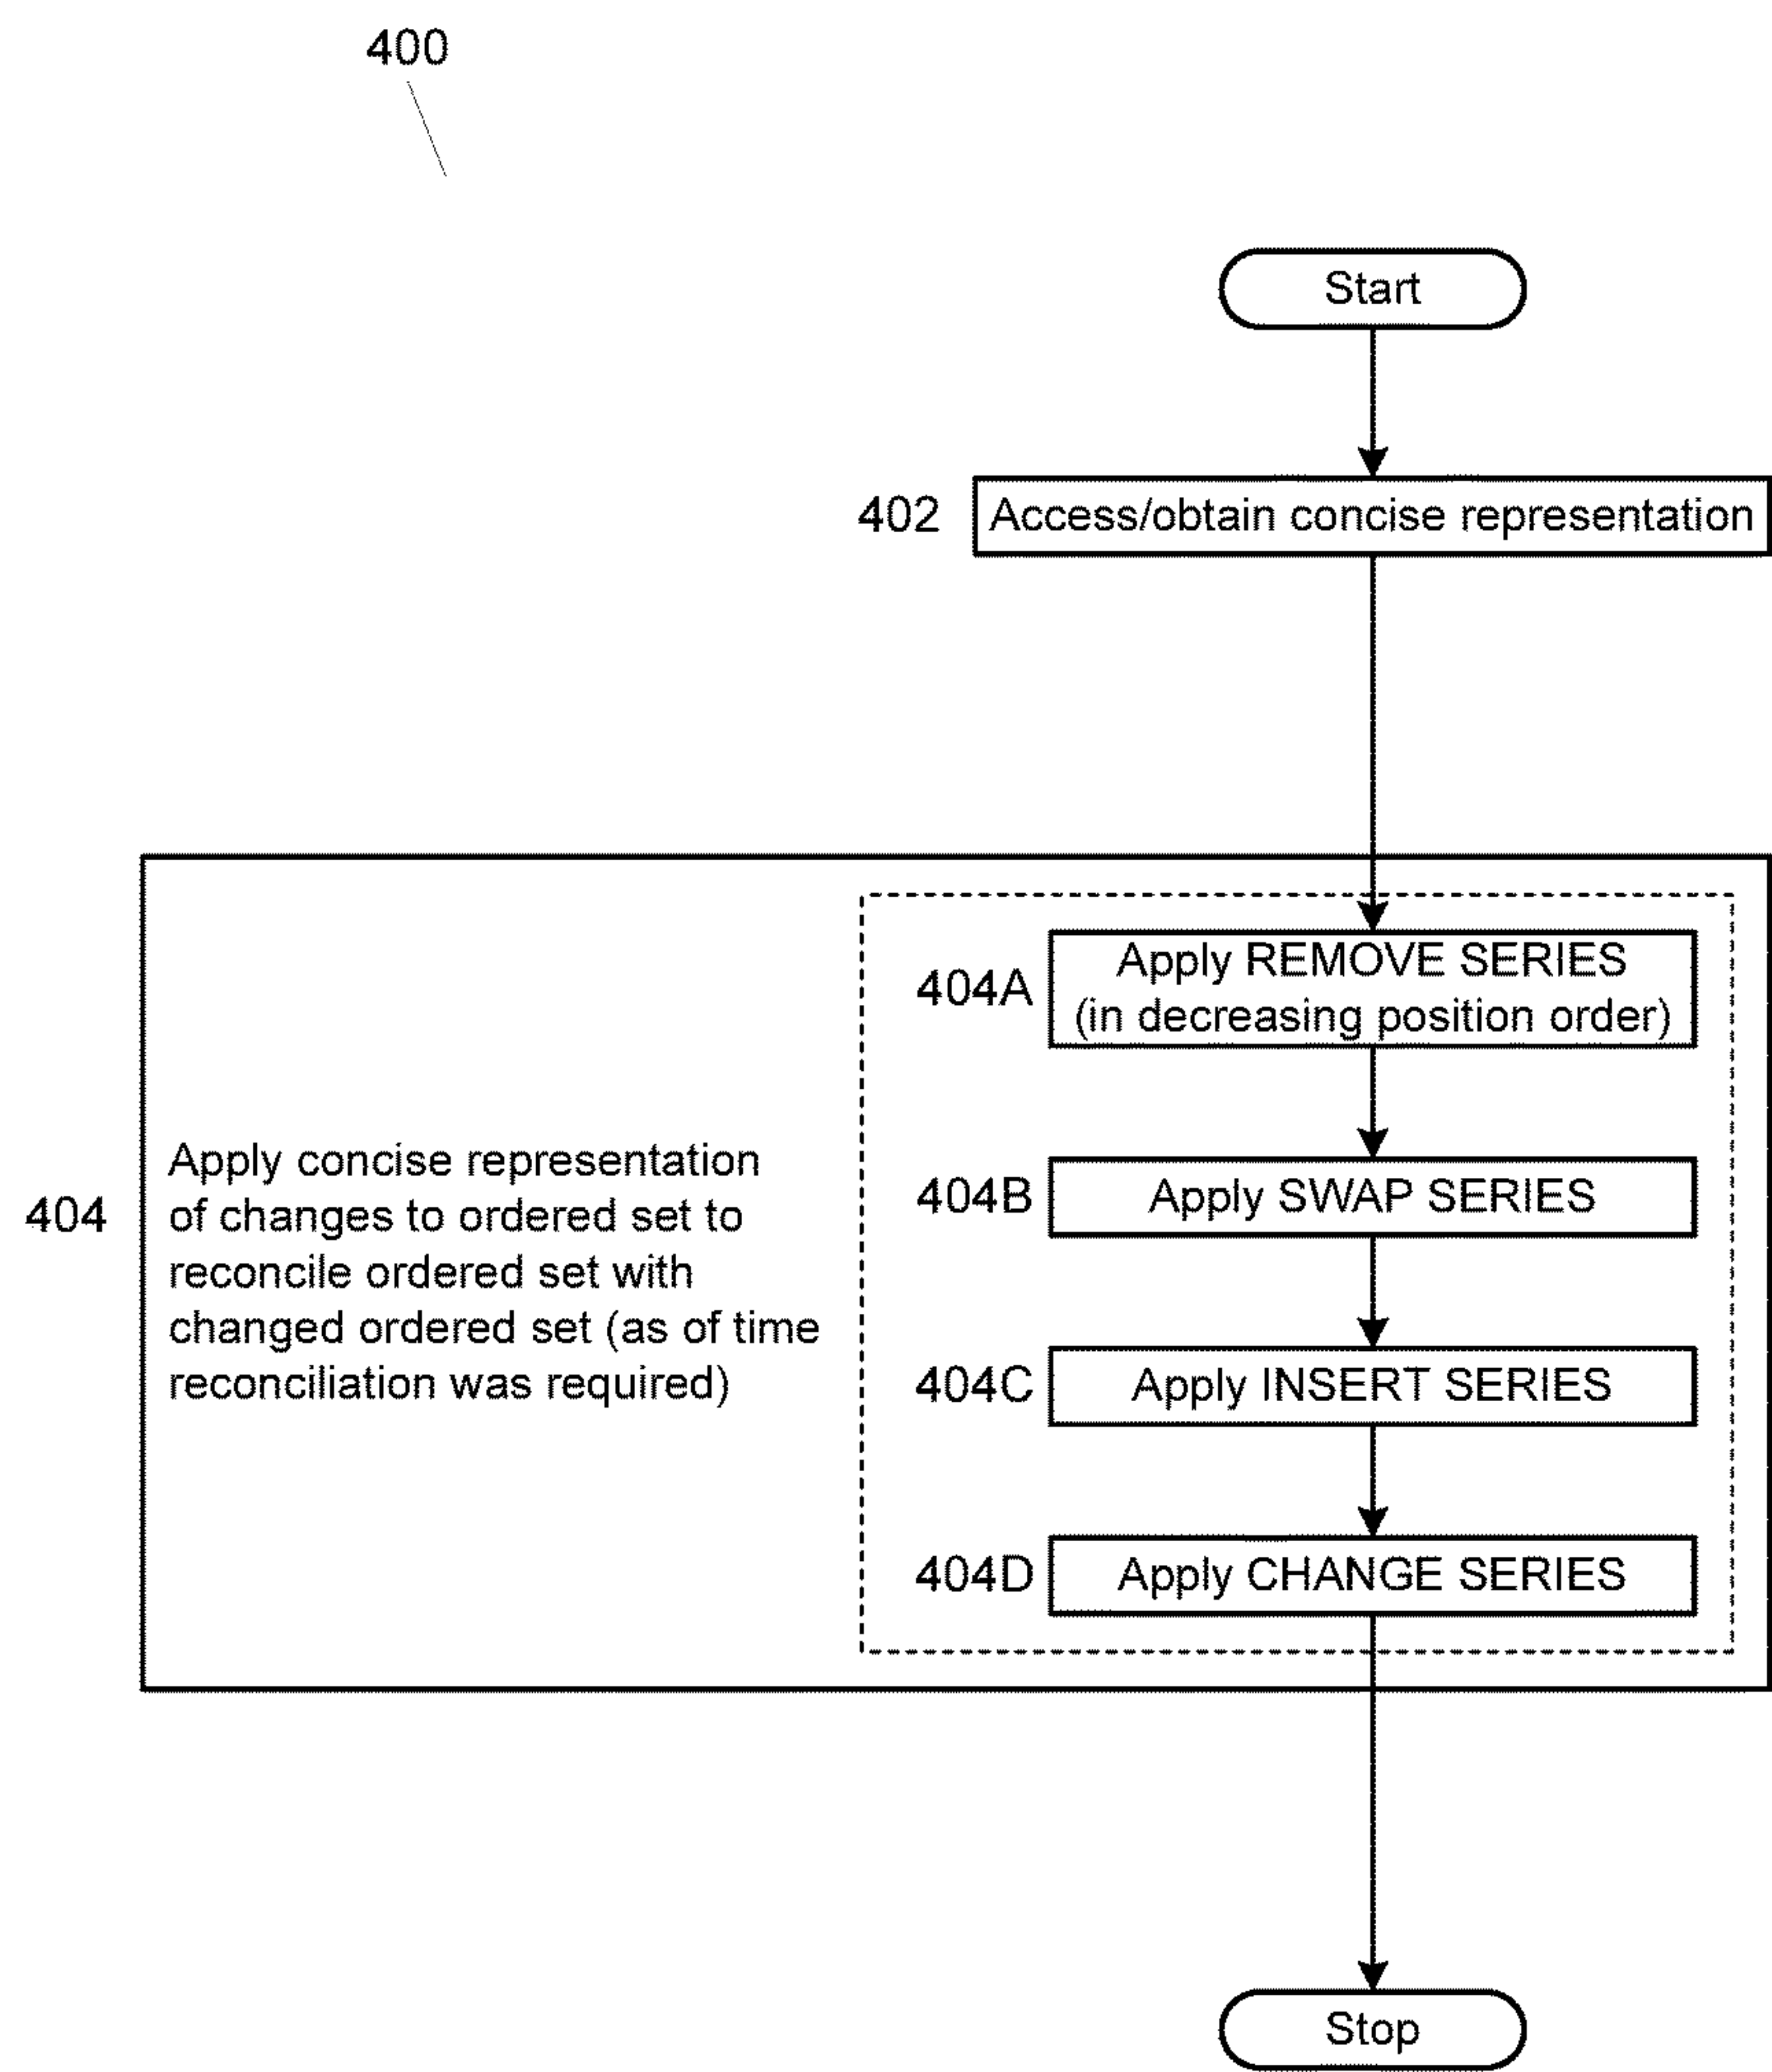 400
Start
402
Access/obtain concise representation
404
Apply concise representation
of changes to ordered set to
reconcile ordered set with
changed ordered set (as of time
reconciliation was required)
404A
Apply REMOVE SERIES
(in decreasing position order)
404B
Apply SWAP SERIES
404C
Apply INSERT SERIES
404D
Apply CHANGE SERIES
Stop